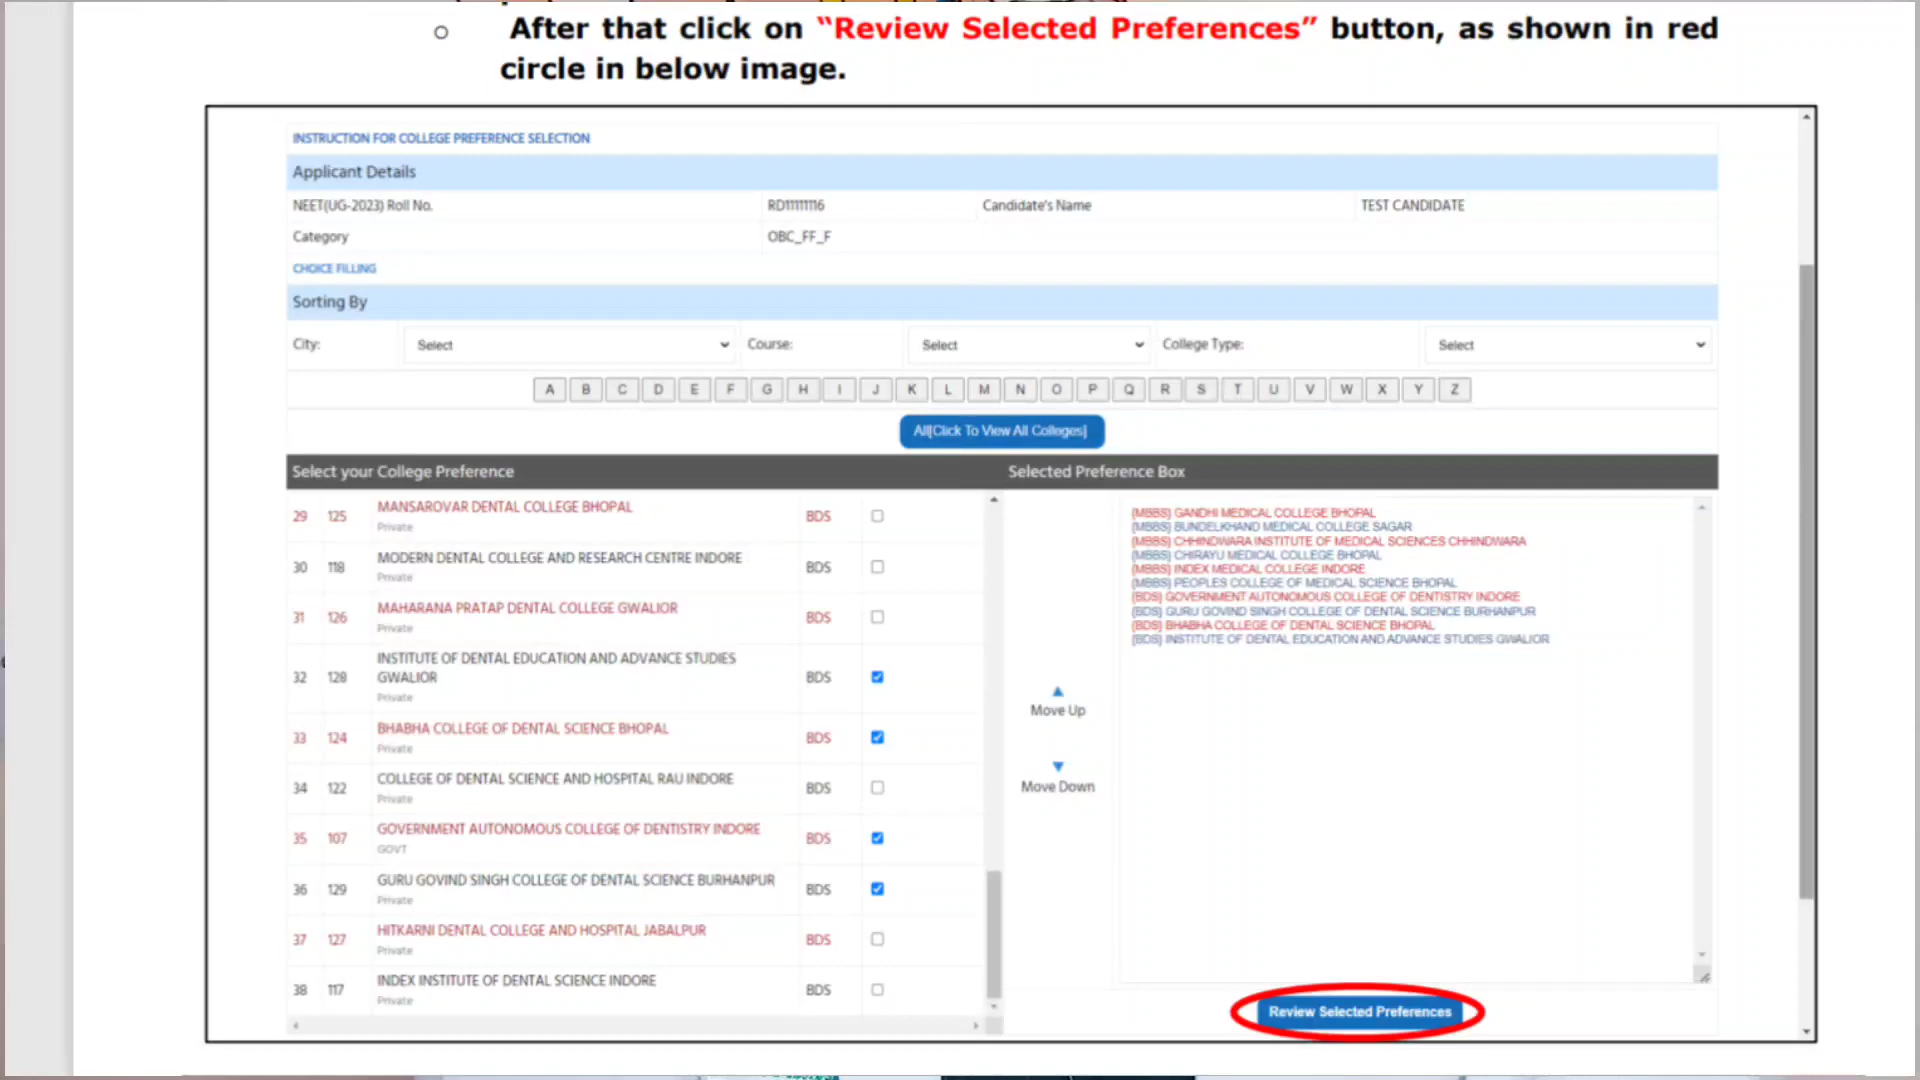 ○ After that click on “Review Selected Preferences” button, as shown in red
circle in below image.
INSTRUCTION FOR COLLEGE PREFERENCE SELECTION
Applicant Details
NEET(UG-2023) Roll No. RD11111116 Candidate's Name TEST CANDIDATE
Category OBC_FF_F
CHOICE FILLING
Sorting By
City: Select Course: Select College Type: Select
A B C D E F G H I J K L M N O P Q R S T U V W X Y Z
All[Click To View All Colleges]
Select your College Preference
29 125 MANSAROVAR DENTAL COLLEGE BHOPAL BDS
Private
30 118 MODERN DENTAL COLLEGE AND RESEARCH CENTRE INDORE BDS
Private
31 126 MAHARANA PRATAP DENTAL COLLEGE GWALIOR BDS
Private
32 128 INSTITUTE OF DENTAL EDUCATION AND ADVANCE STUDIES BDS
GWALIOR
Private
33 124 BHABHA COLLEGE OF DENTAL SCIENCE BHOPAL BDS
Private
34 122 COLLEGE OF DENTAL SCIENCE AND HOSPITAL RAU INDORE BDS
Private
35 107 GOVERNMENT AUTONOMOUS COLLEGE OF DENTISTRY INDORE BDS
GOVT
36 129 GURU GOVIND SINGH COLLEGE OF DENTAL SCIENCE BURHANPUR BDS
Private
37 127 HITKARNI DENTAL COLLEGE AND HOSPITAL JABALPUR BDS
Private
38 117 INDEX INSTITUTE OF DENTAL SCIENCE INDORE BDS
Private
Selected Preference Box
[MBBS] GANDHI MEDICAL COLLEGE BHOPAL
[MBBS] BUNDELKHAND MEDICAL COLLEGE SAGAR
[MBBS] CHHINDWARA INSTITUTE OF MEDICAL SCIENCES CHHINDWARA
[MBBS] CHIRAYU MEDICAL COLLEGE BHOPAL
[MBBS] INDEX MEDICAL COLLEGE INDORE
[MBBS] PEOPLES COLLEGE OF MEDICAL SCIENCE BHOPAL
[BDS] GOVERNMENT AUTONOMOUS COLLEGE OF DENTISTRY INDORE
[BDS] GURU GOVIND SINGH COLLEGE OF DENTAL SCIENCE BURHANPUR
[BDS] BHABHA COLLEGE OF DENTAL SCIENCE BHOPAL
[BDS] INSTITUTE OF DENTAL EDUCATION AND ADVANCE STUDIES GWALIOR
Move Up
Move Down
Review Selected Preferences